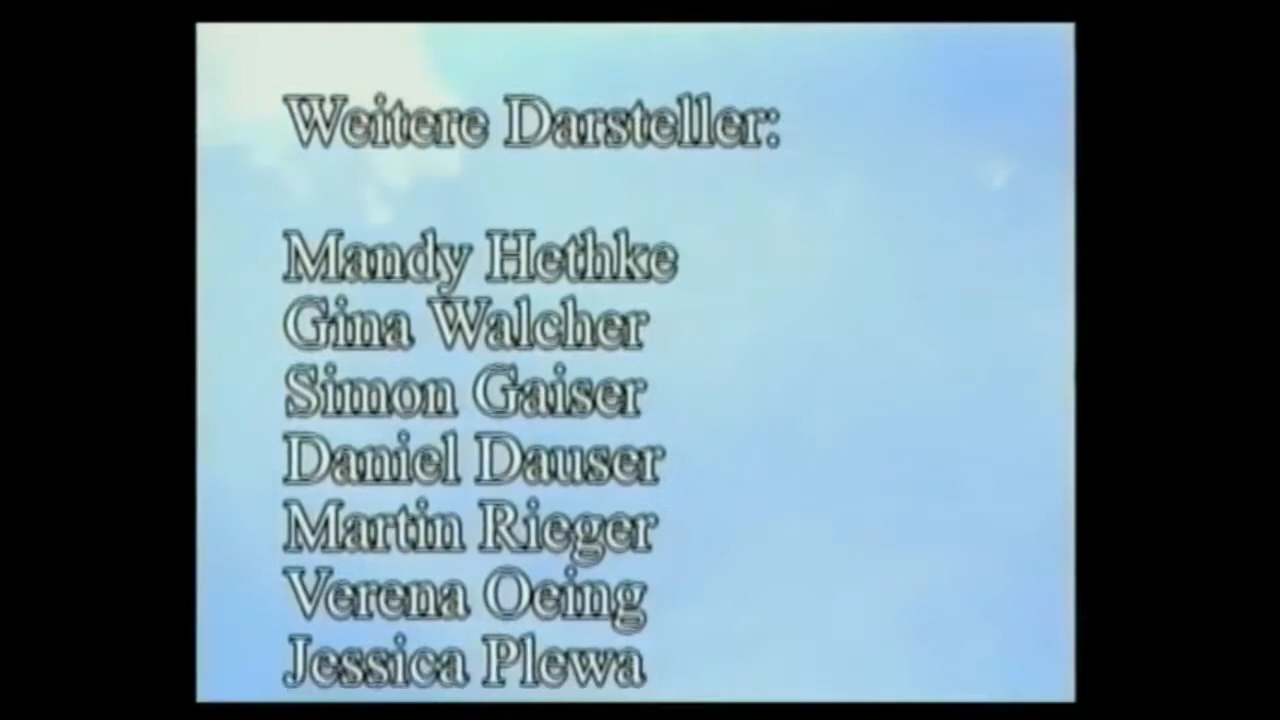 Weitere Darsteller:
Mandy Hethke
Gina Walcher
Simon Gaiser
Daniel Dauser
Martin Rieger
Verena Oeing
Jessica Plewa